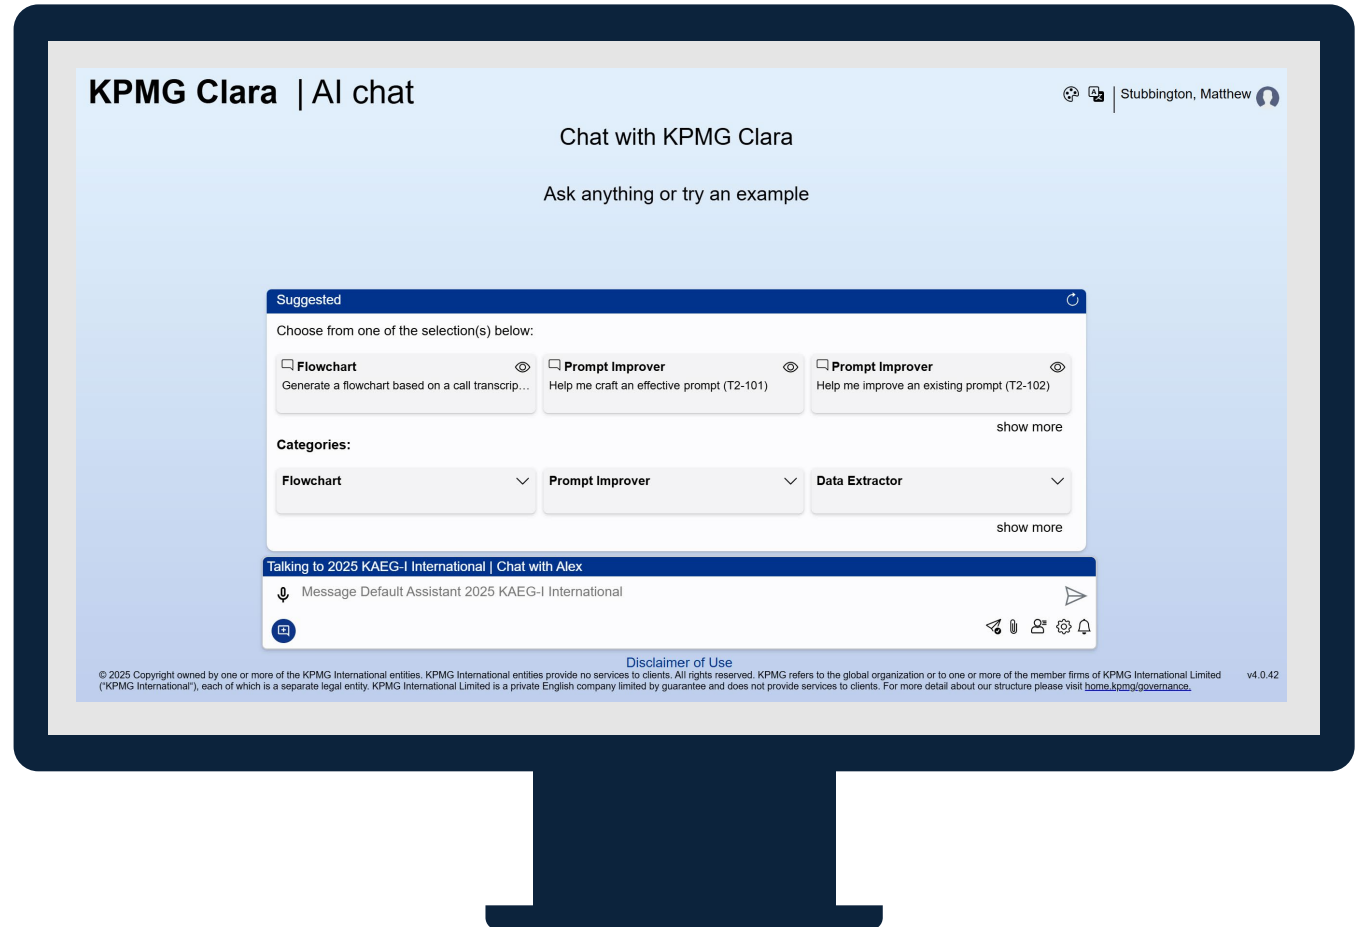 KPMG Clara | AI chat
Stubbington, Matthew
Chat with KPMG Clara
Ask anything or try an example
Suggested
Choose from one of the selection(s) below:
Flowchart
Generate a flowchart based on a call transcrip...
Prompt Improver
Help me craft an effective prompt (T2-101)
Prompt Improver
Help me improve an existing prompt (T2-102)
show more
Categories:
Flowchart
Prompt Improver
Data Extractor
show more
Talking to 2025 KAEG-I International | Chat with Alex
Message Default Assistant 2025 KAEG-I International
Disclaimer of Use
© 2025 Copyright owned by one or more of the KPMG International entities. KPMG International entities provide no services to clients. All rights reserved. KPMG refers to the global organization or to one or more of the member firms of KPMG International Limited
("KPMG International"), each of which is a separate legal entity. KPMG International Limited is a private English company limited by guarantee and does not provide services to clients. For more detail about our structure please visit home.kpmg/governance.
v4.0.42